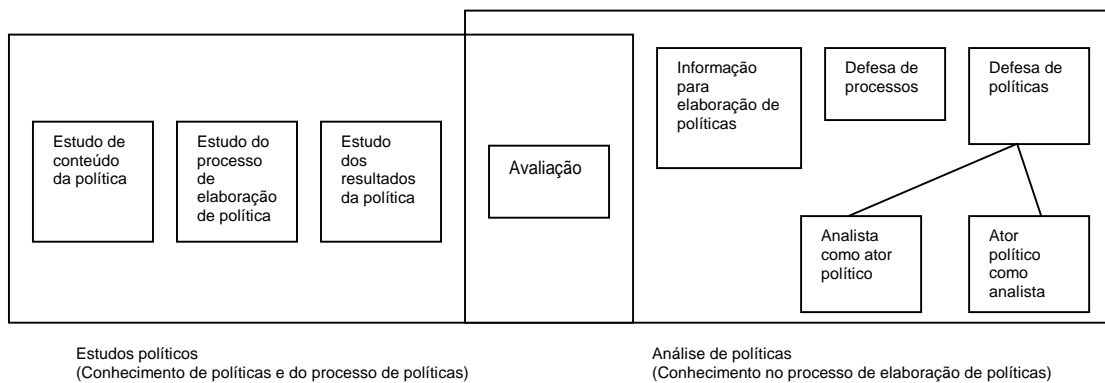 Estudo de
conteúdo
da política
Estudo do
processo
de
elaboração
de política
Estudo
dos
resultados
da política
Avaliação
Informação
para
elaboração de
políticas
Defesa de
processos
Defesa de
políticas
Analista
como ator
político
Ator
político
como
analista
Estudos políticos
(Conhecimento de políticas e do processo de políticas)
Análise de políticas
(Conhecimento no processo de elaboração de políticas)